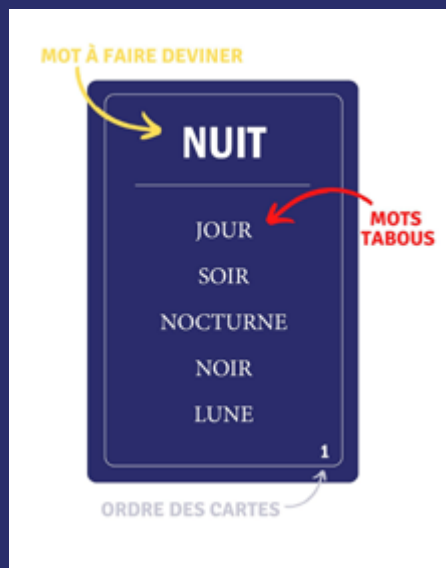 MOT À FAIRE DEVINER
NUIT
JOUR
MOTS
TABOUS
SOIR
NOCTURNE
NOIR
LUNE
1
ORDRE DES CARTES